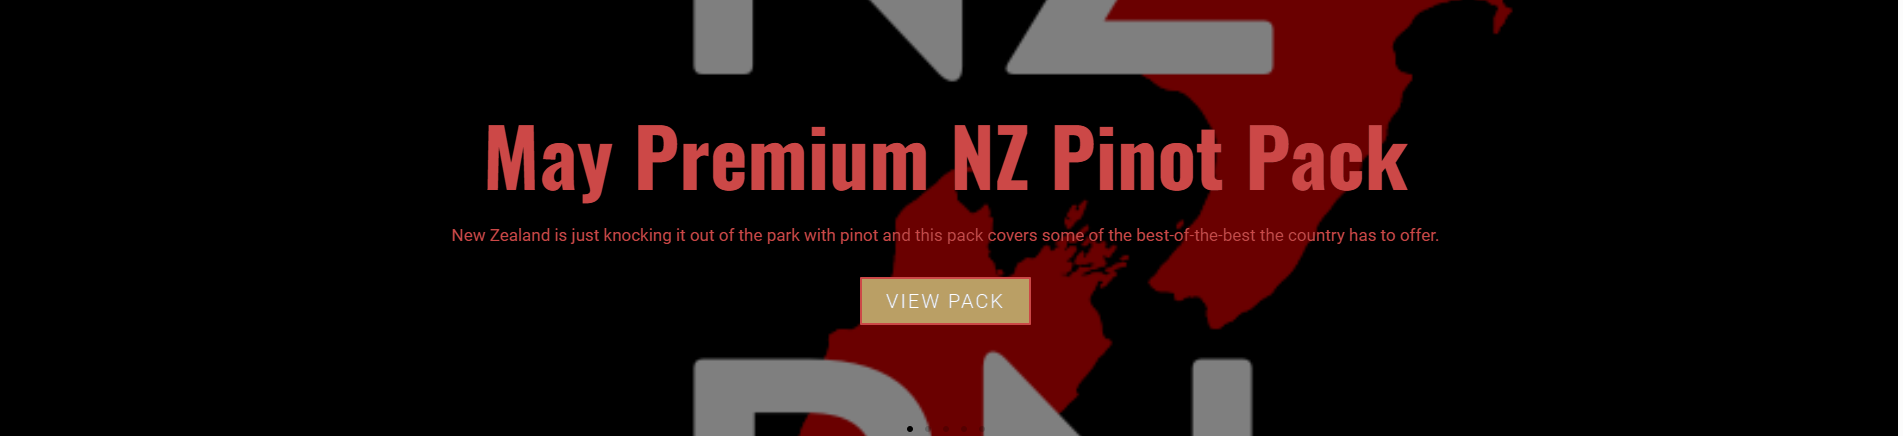 NZ
May Premium NZ Pinot Pack
New Zealand is just knocking it out of the park with pinot and this pack covers some of the best-of-the-best the country has to offer.
VIEW PACK
PN